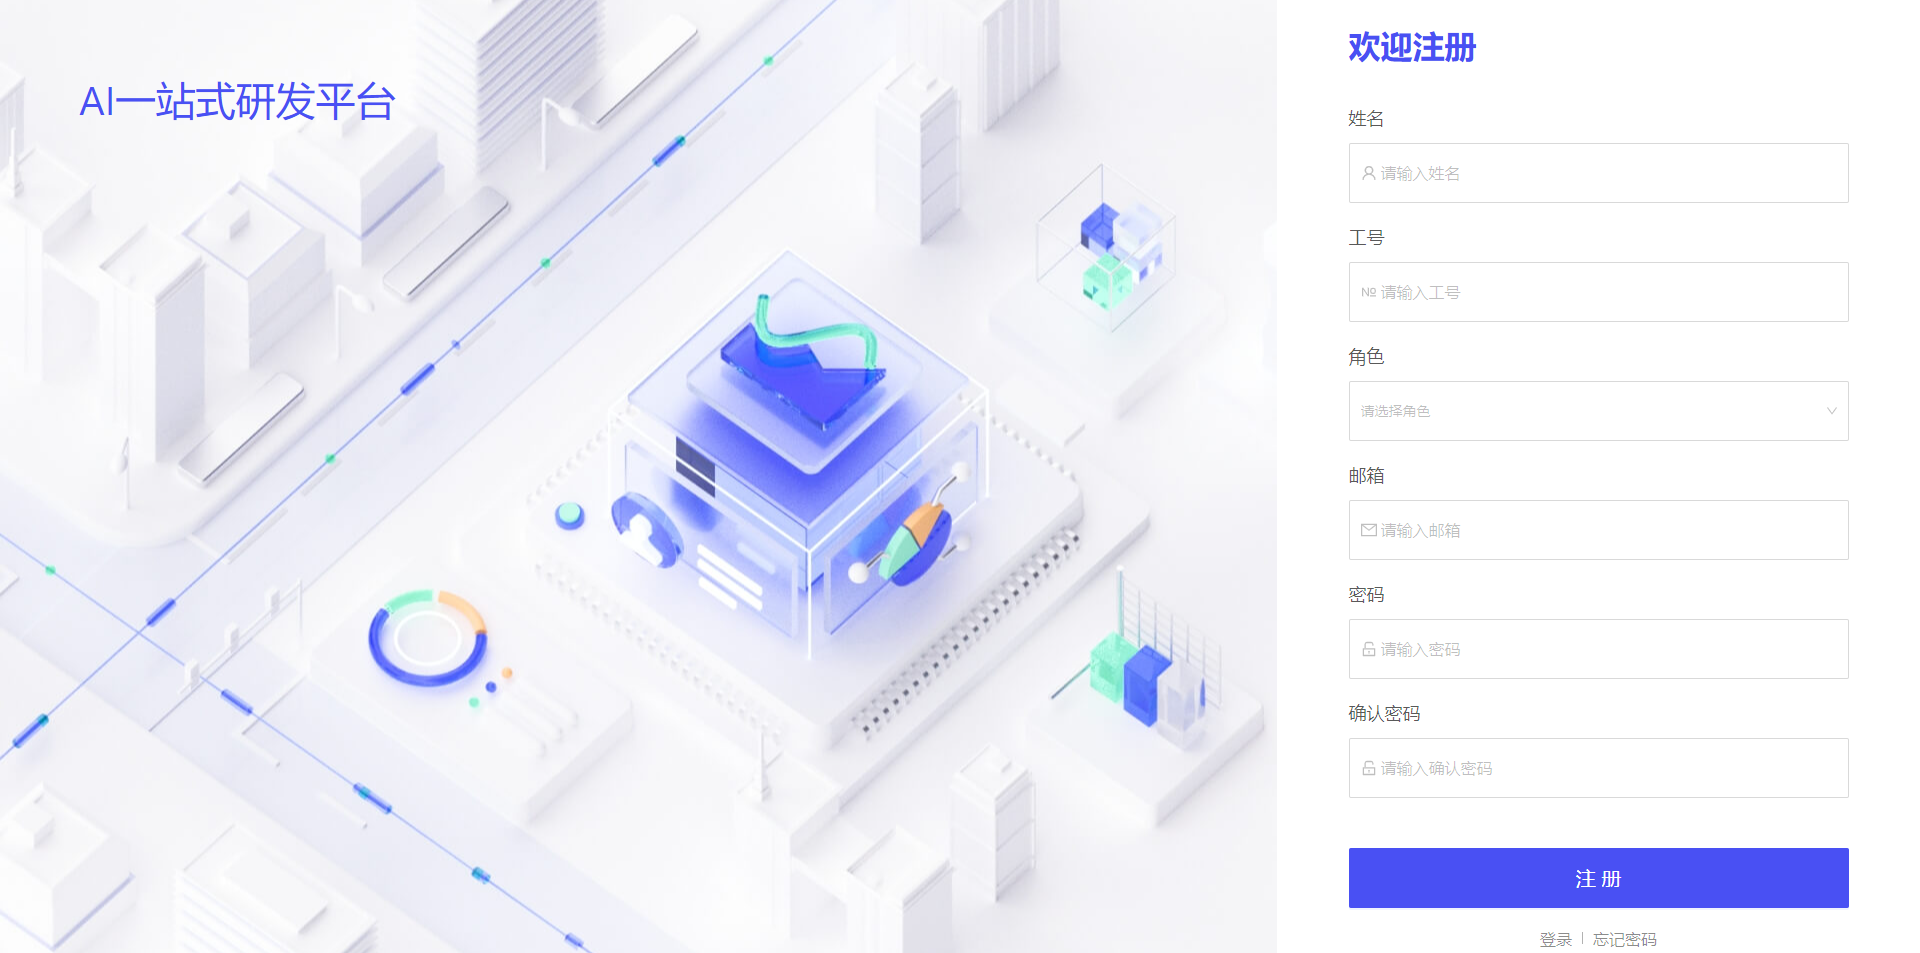 AI一站式研发平台
欢迎注册
姓名
请输入姓名
工号
№ 请输入工号
角色
请选择角色
邮箱
请输入邮箱
密码
请输入密码
确认密码
请输入确认密码
注 册
登录 | 忘记密码